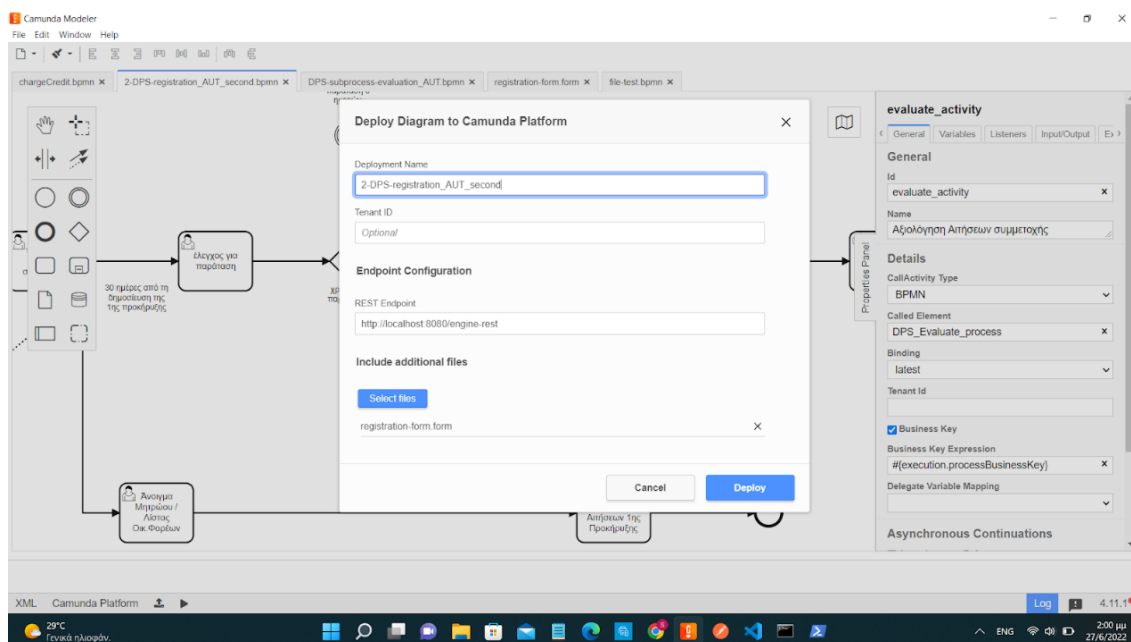 Camunda Modeler
File Edit Window Help
chargeCredit.bpmn × 2-DPS-registration_AUT_second.bpmn × DPS-subprocess-evaluation_AUT.bpmn × registration-form.form × file-test.bpmn ×
έλεγχος για
παράταση
30 ημέρες από τη
δημοσίευση της
1ης προκήρυξης
Άνοιγμα
Μητρώου /
Λίστας
Οικ Φορέων
Αιτήσεων 1ης
Προκήρυξης
Deploy Diagram to Camunda Platform
Deployment Name
2-DPS-registration_AUT_second
Tenant ID
Optional
Endpoint Configuration
REST Endpoint
http://localhost:8080/engine-rest
Include additional files
Select files
registration-form.form
Cancel Deploy
Properties Panel
evaluate_activity
General Variables Listeners Input/Output
General
Id
evaluate_activity
Name
Αξιολόγηση Αιτήσεων συμμετοχής
Details
CallActivity Type
BPMN
Called Element
DPS_Evaluate_process
Binding
latest
Tenant Id
Business Key
Business Key Expression
#{execution.processBusinessKey}
Delegate Variable Mapping
Asynchronous Continuations
XML Camunda Platform Log 4.11.1
29°C
Γενικά ηλιοφάν.
ENG
2:00 μμ
27/6/2022